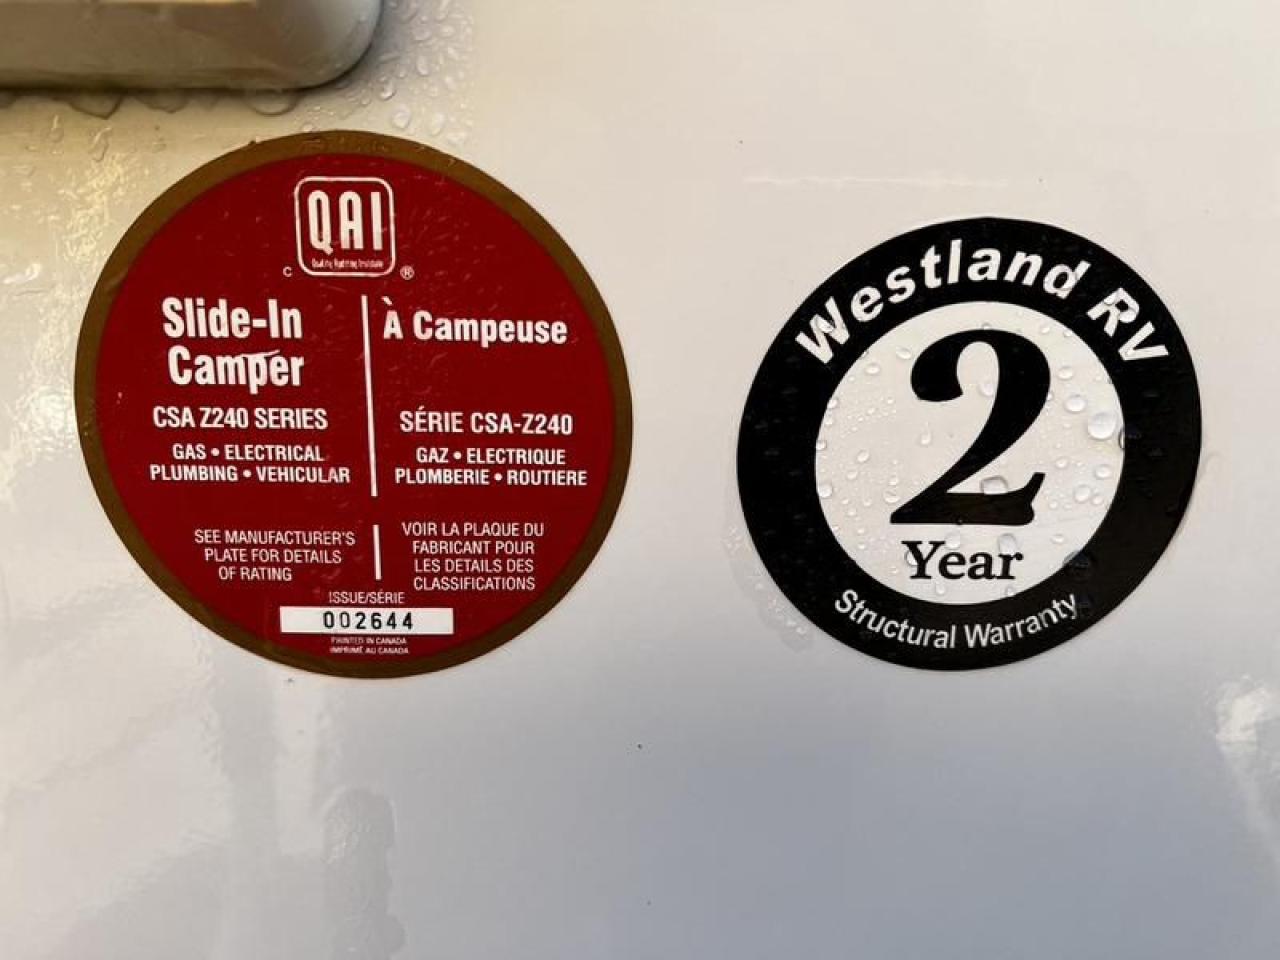 QAI
C ®
Slide-In
Camper
CSA Z240 SERIES
GAS • ELECTRICAL
PLUMBING • VEHICULAR
SEE MANUFACTURER'S
PLATE FOR DETAILS
OF RATING
À Campeuse
SÉRIE CSA-Z240
GAZ • ELECTRIQUE
PLOMBERIE • ROUTIERE
VOIR LA PLAQUE DU
FABRICANT POUR
LES DETAILS DES
CLASSIFICATIONS
ISSUE/SÉRIE
002644
PRINTED IN CANADA
IMPRIMÉ AU CANADA
Westland RV
2
Year
Structural Warranty